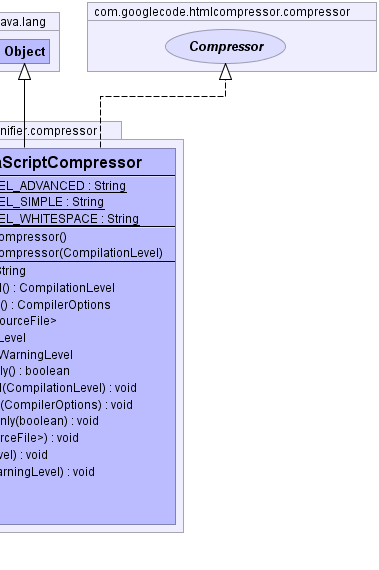 ava.lang
com.googlecode.htmlcompressor.compressor
Object
Compressor
nifier.compressor
aScriptCompressor
EL_ADVANCED : String
EL_SIMPLE : String
EL_WHITESPACE : String
ompressor()
ompressor(CompilationLevel)
String
l() : CompilationLevel
() : CompilerOptions
ourceFile>
Level
WarningLevel
ly() : boolean
l(CompilationLevel) : void
(CompilerOptions) : void
nly(boolean) : void
rceFile>) : void
vel) : void
arningLevel) : void